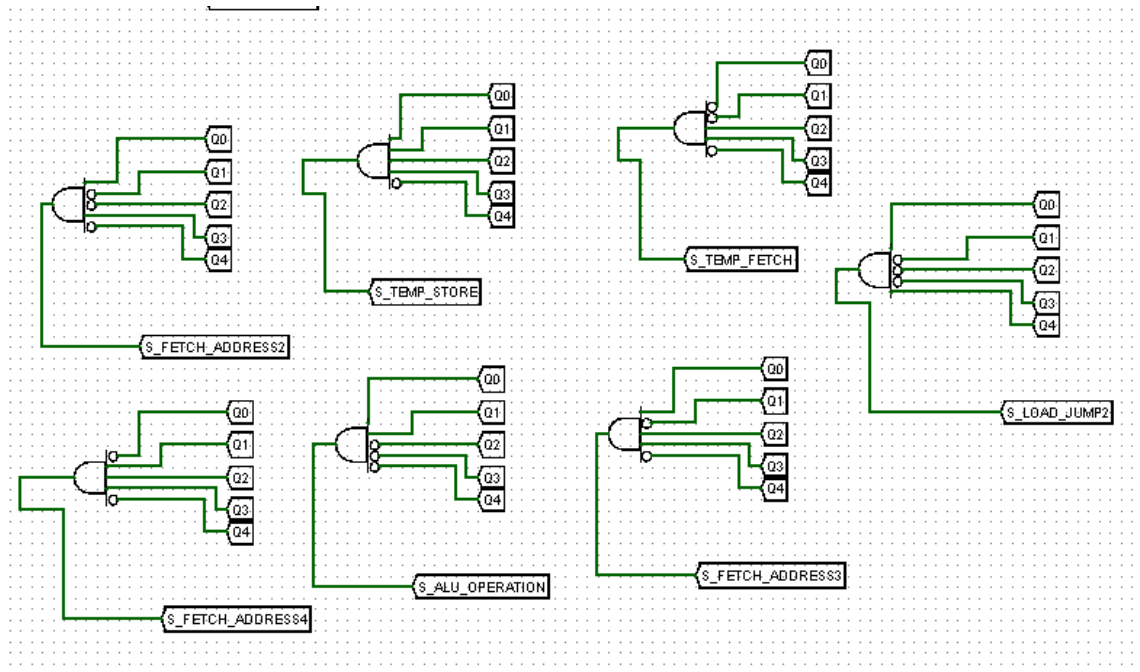 Q0
Q1
Q2
Q3
Q4
S_FETCH_ADDRESS2
Q0
Q1
Q2
Q3
Q4
S_TEMP_STORE
Q0
Q1
Q2
Q3
Q4
S_TEMP_FETCH
Q0
Q1
Q2
Q3
Q4
S_LOAD_JUMP2
Q0
Q1
Q2
Q3
Q4
S_FETCH_ADDRESS4
Q0
Q1
Q2
Q3
Q4
S_ALU_OPERATION
Q0
Q1
Q2
Q3
Q4
S_FETCH_ADDRESS3